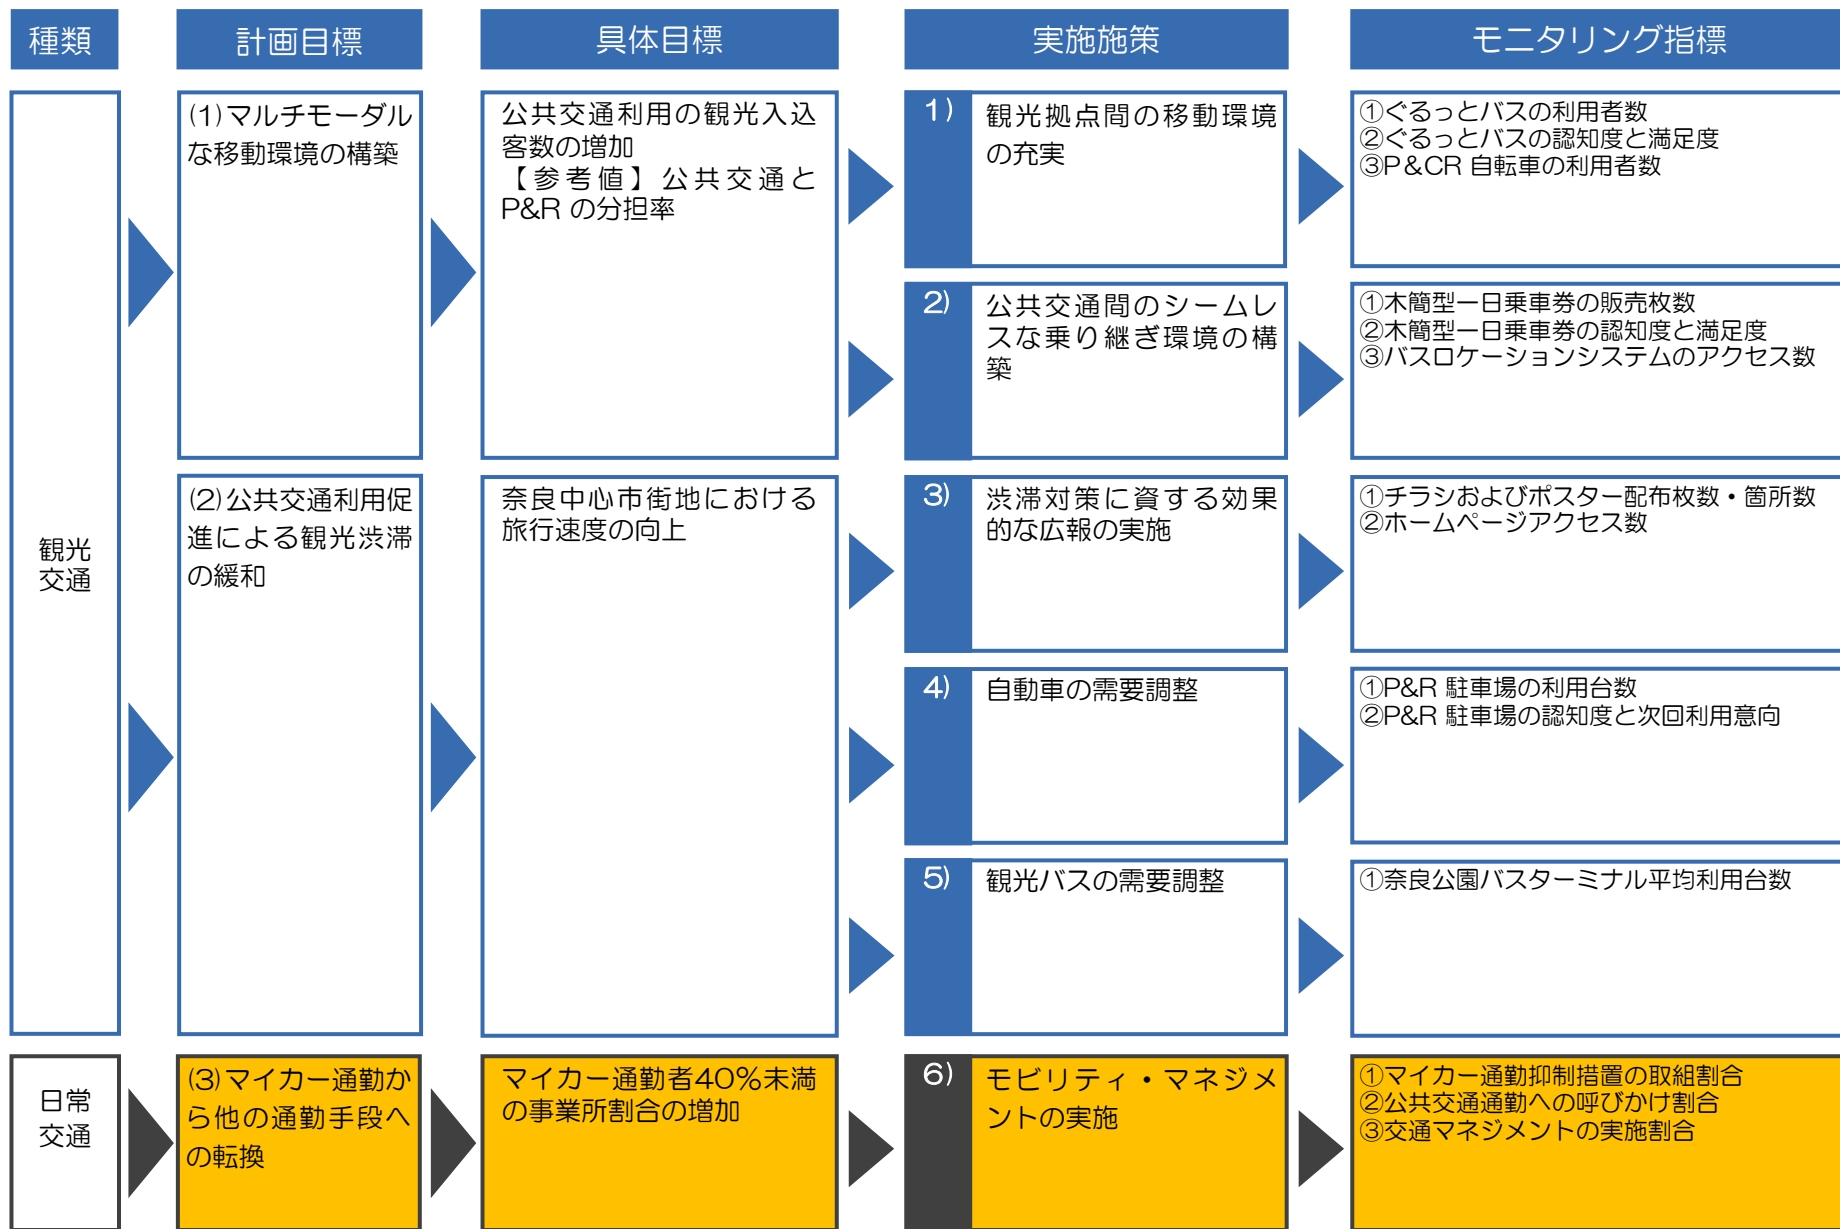 種類
計画目標
具体目標
実施施策
モニタリング指標
観光
交通
(1)マルチモーダル
な移動環境の構築
公共交通利用の観光入込
客数の増加
【参考値】公共交通と
P&R の分担率
1)
観光拠点間の移動環境
の充実
①ぐるっとバスの利用者数
②ぐるっとバスの認知度と満足度
③P&CR 自転車の利用者数
2)
公共交通間のシームレ
スな乗り継ぎ環境の構
築
①木簡型一日乗車券の販売枚数
②木簡型一日乗車券の認知度と満足度
③バスロケーションシステムのアクセス数
(2)公共交通利用促
進による観光渋滞
の緩和
奈良中心市街地における
旅行速度の向上
3)
渋滞対策に資する効果
的な広報の実施
①チラシおよびポスター配布枚数・箇所数
②ホームページアクセス数
4)
自動車の需要調整
①P&R 駐車場の利用台数
②P&R 駐車場の認知度と次回利用意向
5)
観光バスの需要調整
①奈良公園バスターミナル平均利用台数
日常
交通
(3)マイカー通勤か
ら他の通勤手段へ
の転換
マイカー通勤者40%未満
の事業所割合の増加
6)
モビリティ・マネジメ
ントの実施
①マイカー通勤抑制措置の取組割合
②公共交通通勤への呼びかけ割合
③交通マネジメントの実施割合